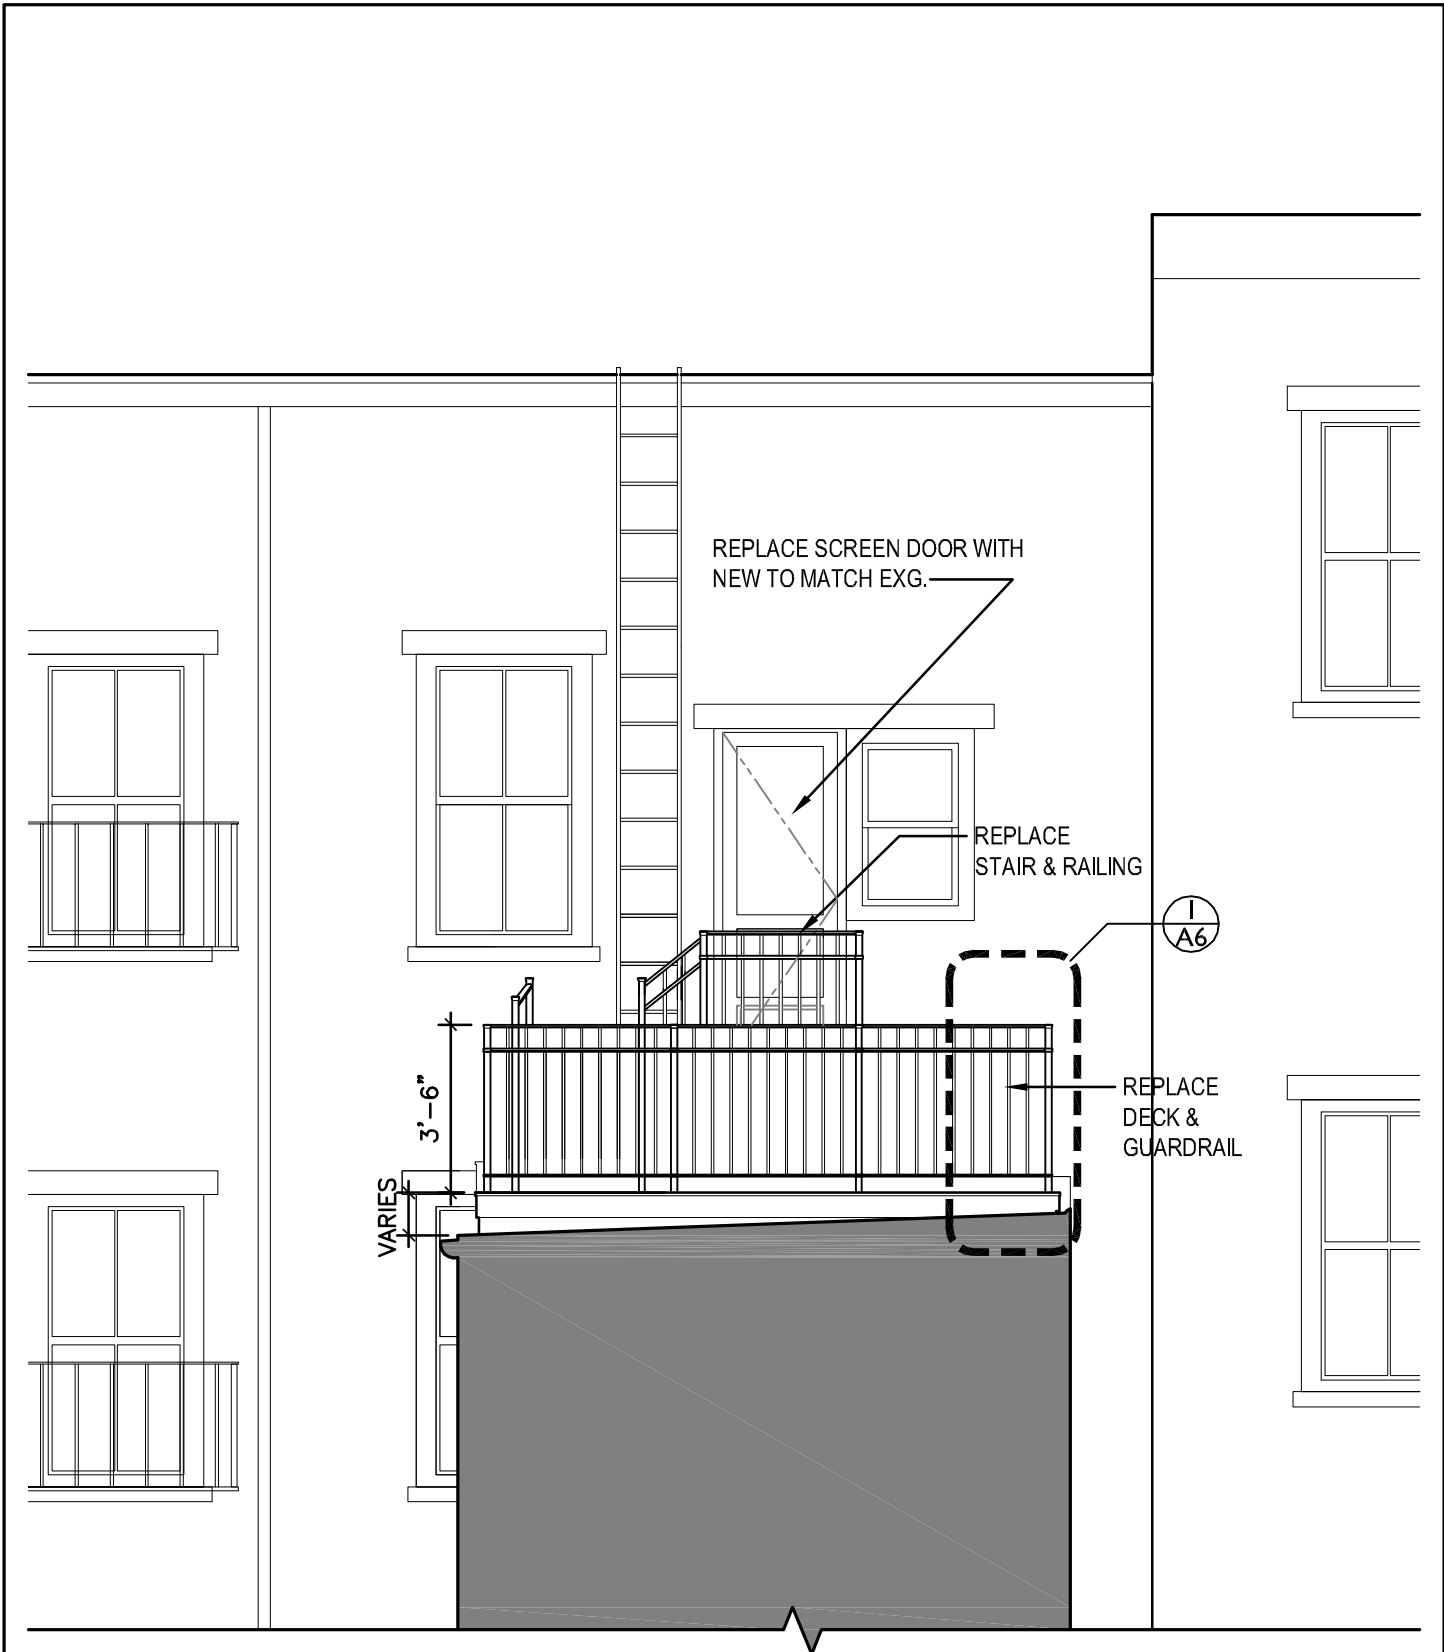 REPLACE SCREEN DOOR WITH
NEW TO MATCH EXG.
REPLACE
STAIR & RAILING
1
A6
3'-6"
REPLACE
DECK &
GUARDRAIL
VARIES